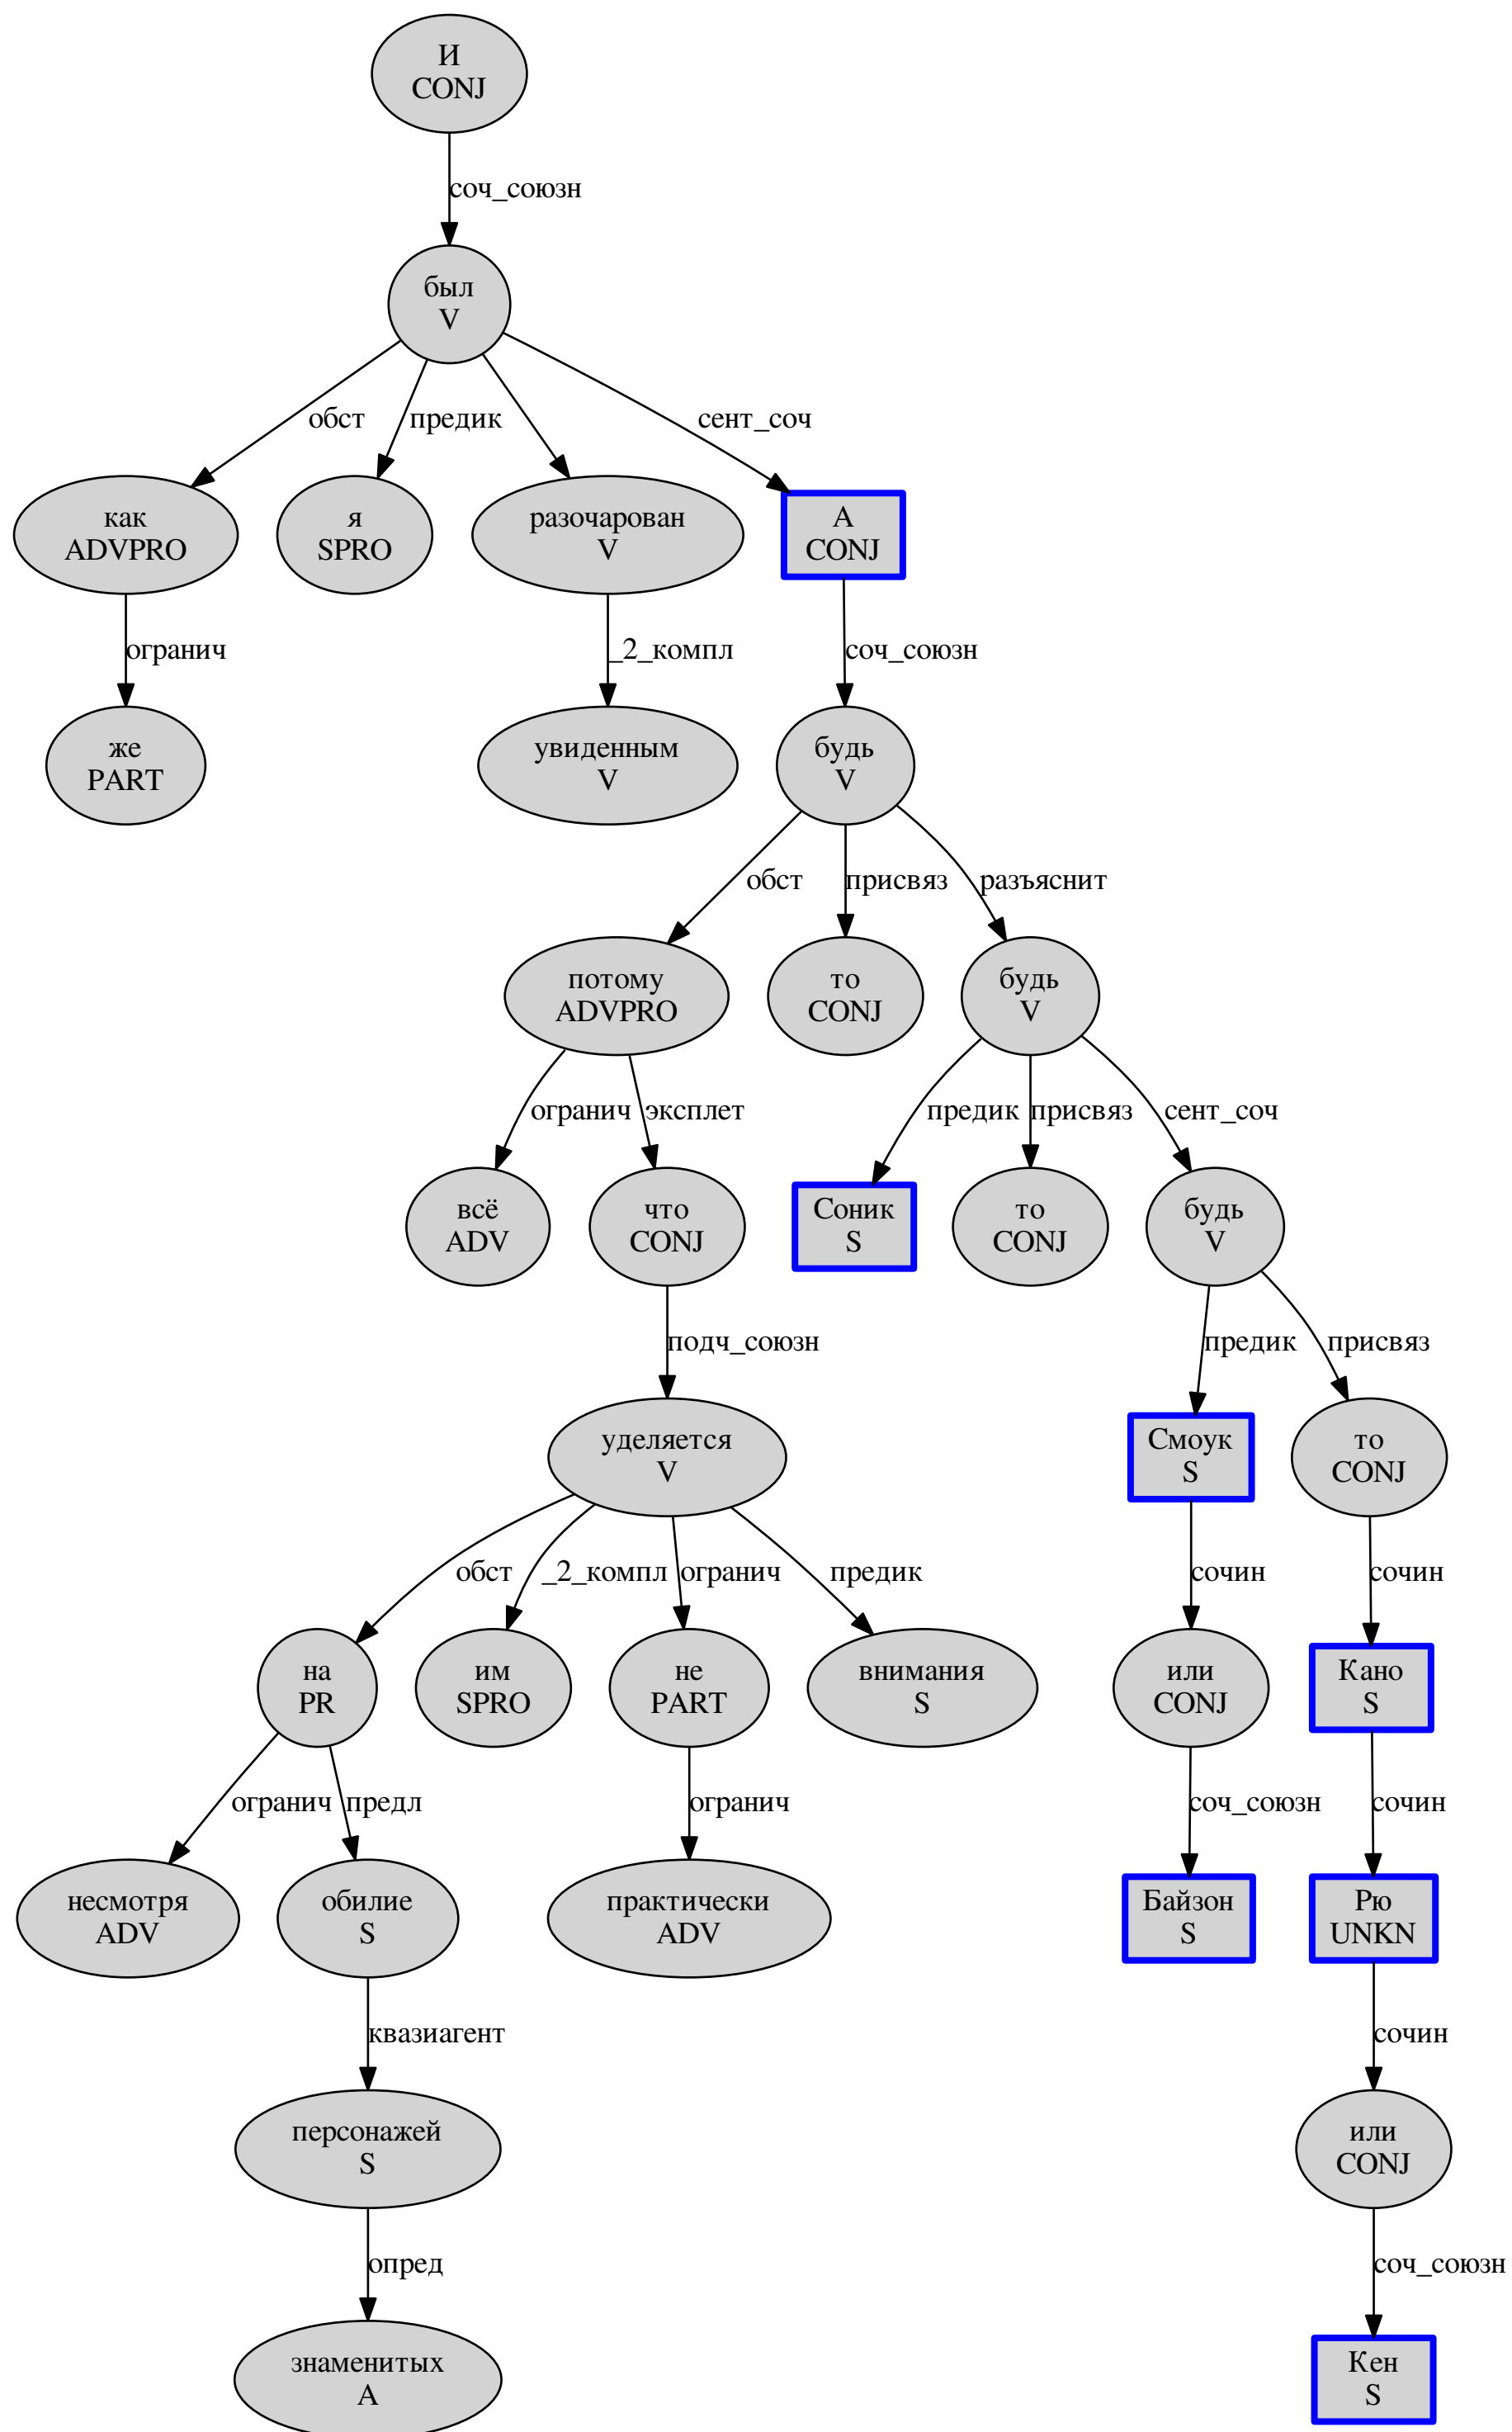 И
CONJ
соч_союзн
был
V
обст
предик
сент_соч
как
ADVPRO
я
SPRO
разочарован
V
А
CONJ
огранич
_2_компл
соч_союзн
же
PART
увиденным
V
будь
V
обст
присвяз
разъяснит
потому
ADVPRO
то
CONJ
будь
V
огранич
эксплет
предик
присвяз
сент_соч
всё
ADV
что
CONJ
Соник
S
то
CONJ
будь
V
подч_союзн
предик
присвяз
уделяется
V
Смоук
S
то
CONJ
обст
_2_компл
огранич
предик
сочин
сочин
на
PR
им
SPRO
не
PART
внимания
S
или
CONJ
Кано
S
огранич
предл
огранич
соч_союзн
сочин
несмотря
ADV
обилие
S
практически
ADV
Байзон
S
Рю
UNKN
квазиагент
сочин
персонажей
S
или
CONJ
опред
соч_союзн
знаменитых
A
Кен
S